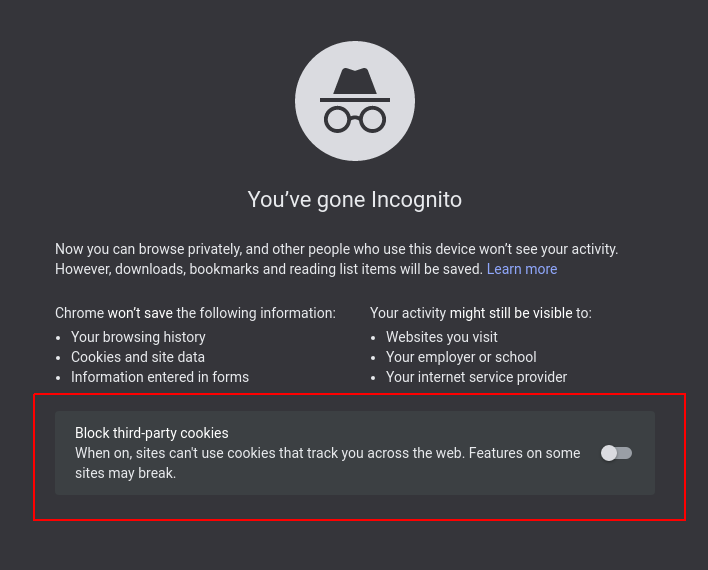 You’ve gone Incognito
Now you can browse privately, and other people who use this device won’t see your activity.
However, downloads, bookmarks and reading list items will be saved. Learn more
Chrome won’t save the following information:
Your browsing history
Cookies and site data
Information entered in forms
Your activity might still be visible to:
Websites you visit
Your employer or school
Your internet service provider
Block third-party cookies
When on, sites can't use cookies that track you across the web. Features on some
sites may break.